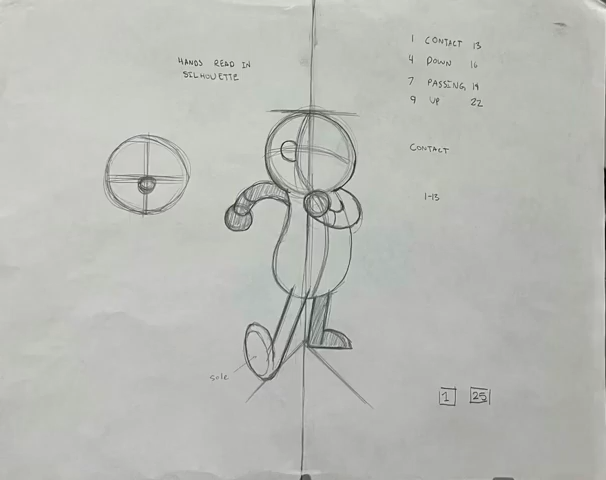 HANDS READ IN
SILHOUETTE
1 CONTACT 13
4 DOWN 16
7 PASSING 19
9 UP 22
CONTACT
1-13
sole
1 25